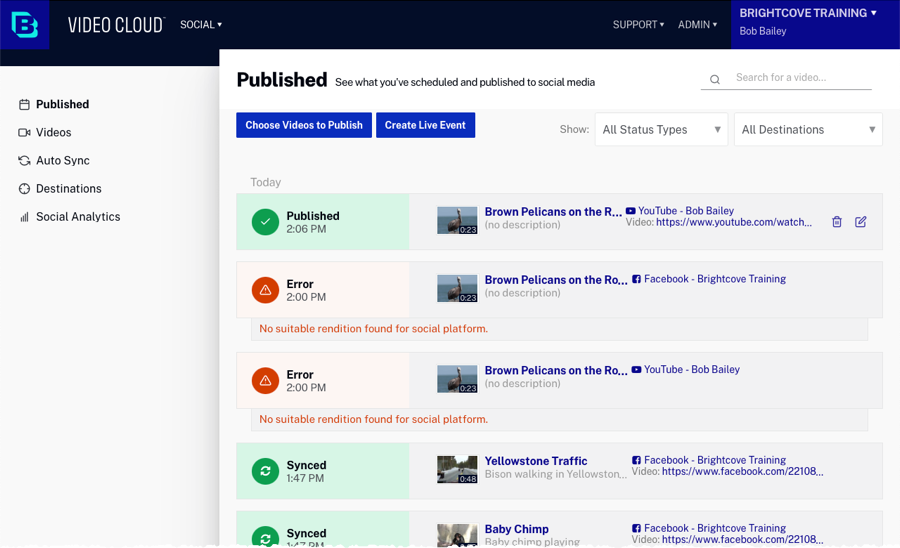 VIDEO CLOUD
SOCIAL
SUPPORT
ADMIN
BRIGHTCOVE TRAINING
Bob Bailey
Published
Videos
Auto Sync
Destinations
Social Analytics
Published See what you've scheduled and published to social media
Search for a video...
Choose Videos to Publish
Create Live Event
Show:
All Status Types
All Destinations
Today
Published
2:06 PM
0:23
Brown Pelicans on the R...
(no description)
YouTube - Bob Bailey
Video: https://www.youtube.com/watch...
Error
2:00 PM
0:23
Brown Pelicans on the Ro...
(no description)
Facebook - Brightcove Training
No suitable rendition found for social platform.
Error
2:00 PM
0:23
Brown Pelicans on the Ro...
(no description)
YouTube - Bob Bailey
No suitable rendition found for social platform.
Synced
1:47 PM
0:48
Yellowstone Traffic
Bison walking in Yellowston...
Facebook - Brightcove Training
Video: https://www.facebook.com/22108...
Synced
1:47 PM
Baby Chimp
Baby chimp playing
Facebook - Brightcove Training
Video: https://www.facebook.com/22108...